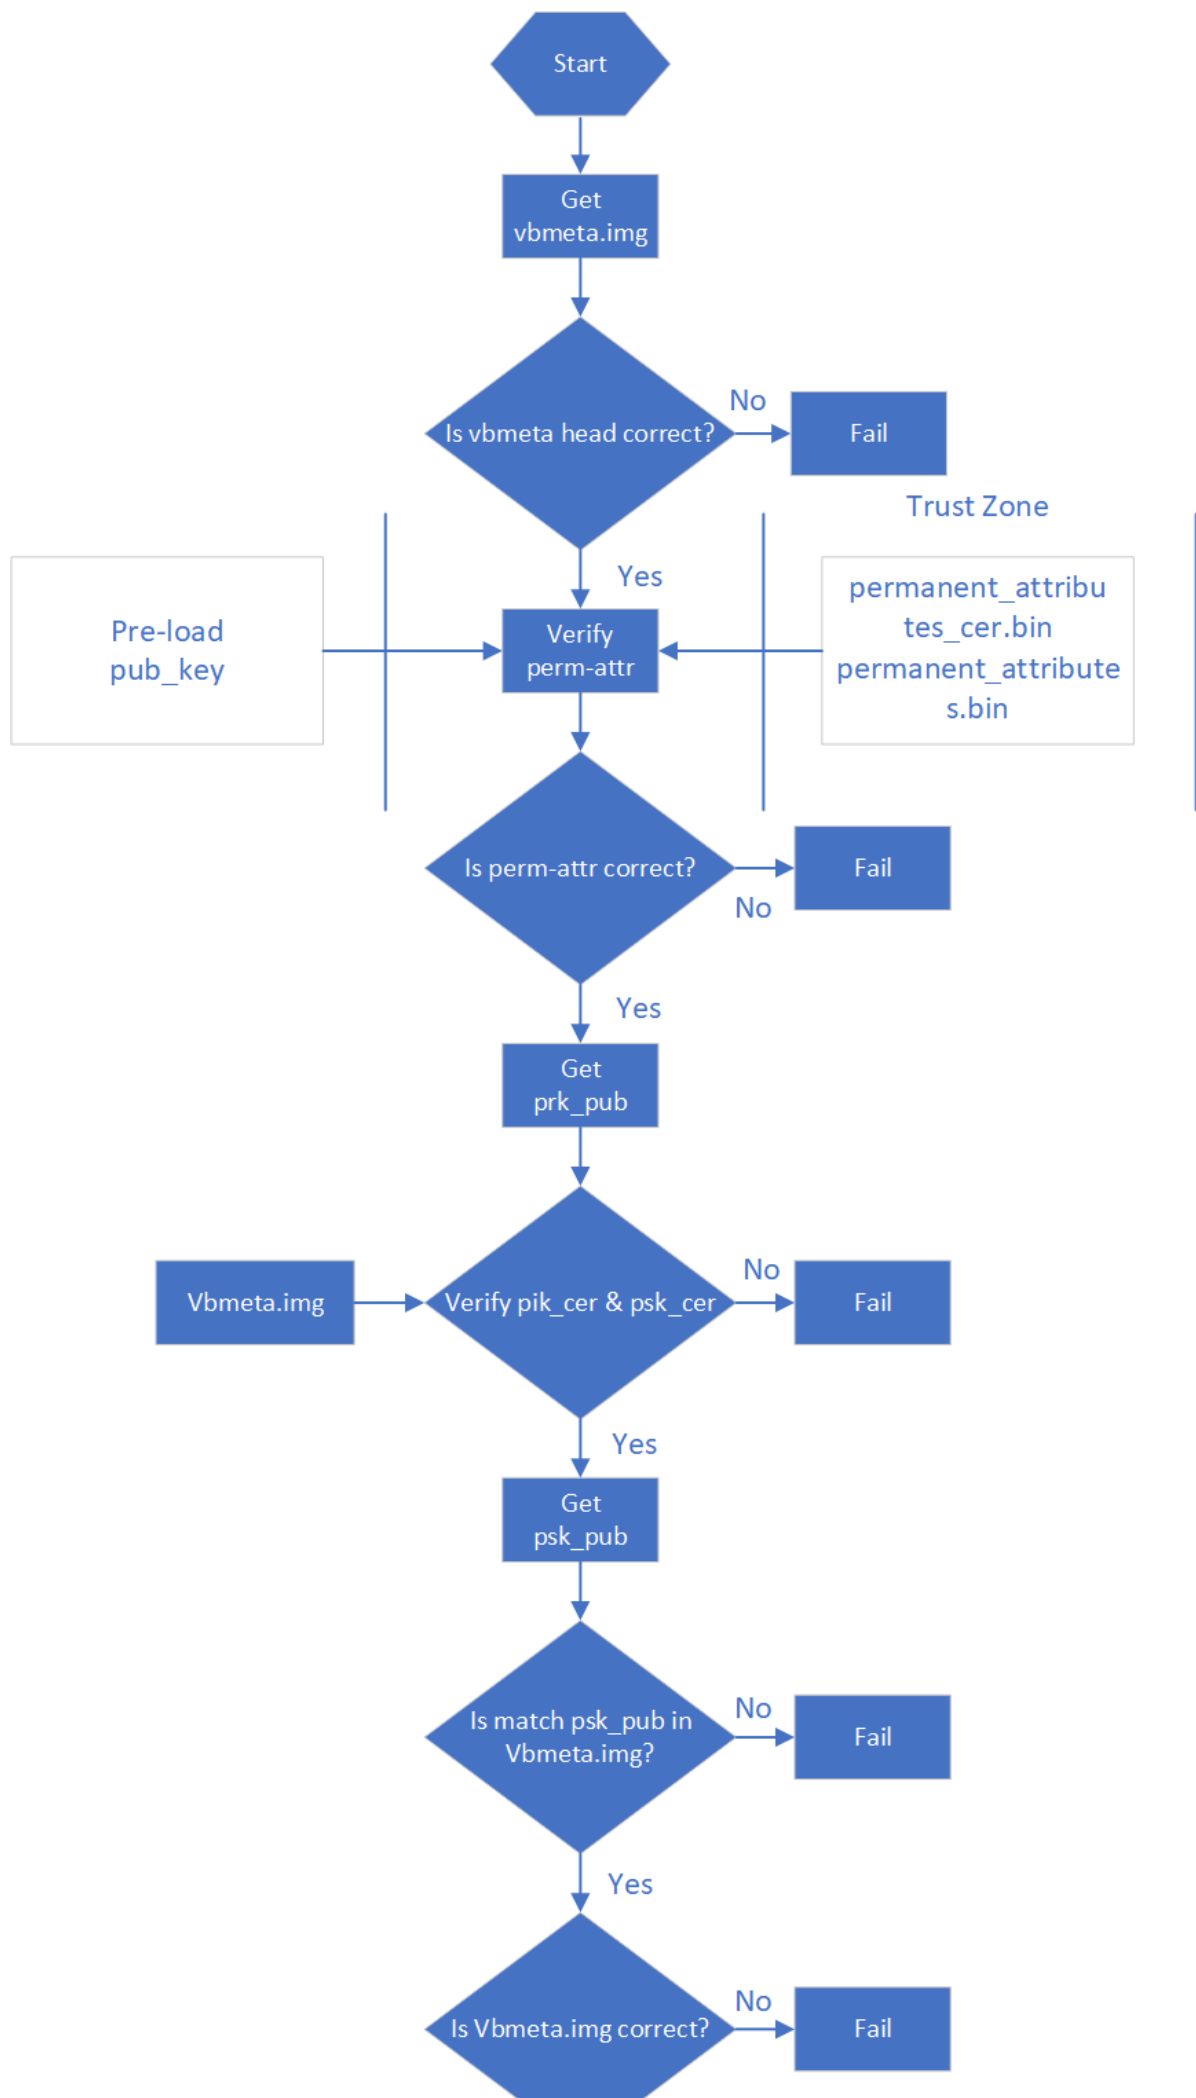 Start
Get
vbmeta.img
Is vbmeta head correct?
No
Fail
Trust Zone
Yes
Pre-load
pub_key
Verify
perm-attr
permanent_attribu
tes_cer.bin
permanent_attribute
s.bin
Is perm-attr correct?
Fail
No
Yes
Get
prk_pub
Vbmeta.img
Verify pik_cer & psk_cer
No
Fail
Yes
Get
psk_pub
Is match psk_pub in
Vbmeta.img?
No
Fail
Yes
Is Vbmeta.img correct?
No
Fail